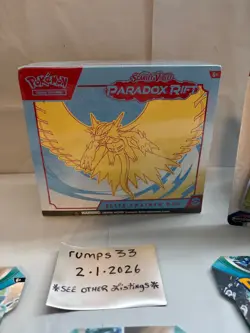 POKÉMON
Scarlet & Violet
PARADOX RIFT
ELITE TRAINER BOX
rumps33
2.1.2026
*SEE OTHER Listings*